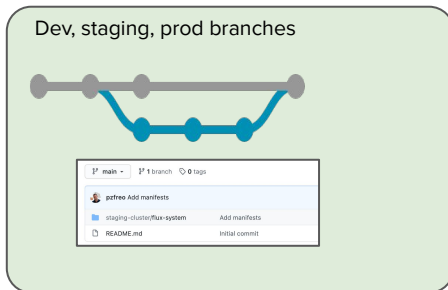 Dev, staging, prod branches
main 1 branch 0 tags
pzfreo Add manifests
staging-cluster/flux-system Add manifests
README.md Initial commit